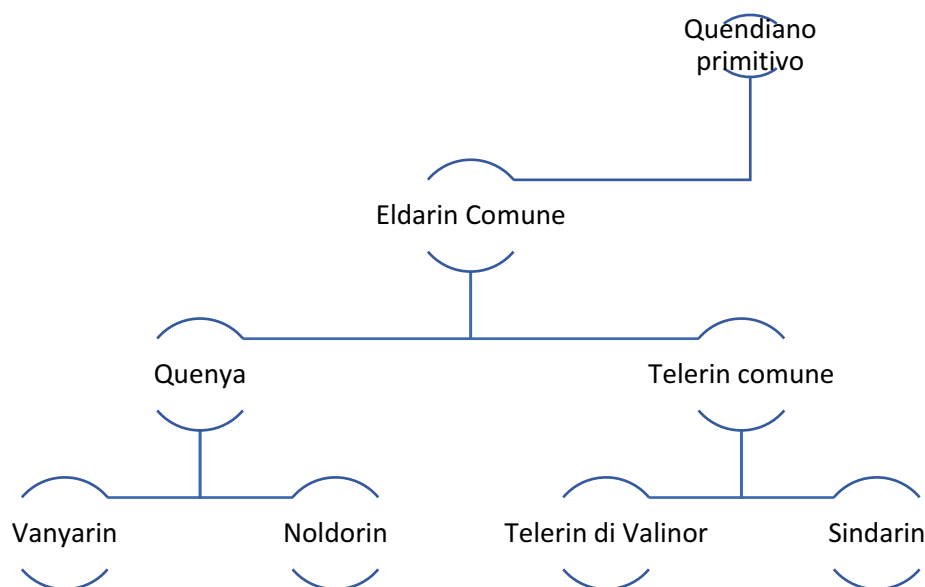 Quendiano
primitivo
Eldarin Comune
Quenya
Telerin comune
Vanyarin
Noldorin
Telerin di Valinor
Sindarin